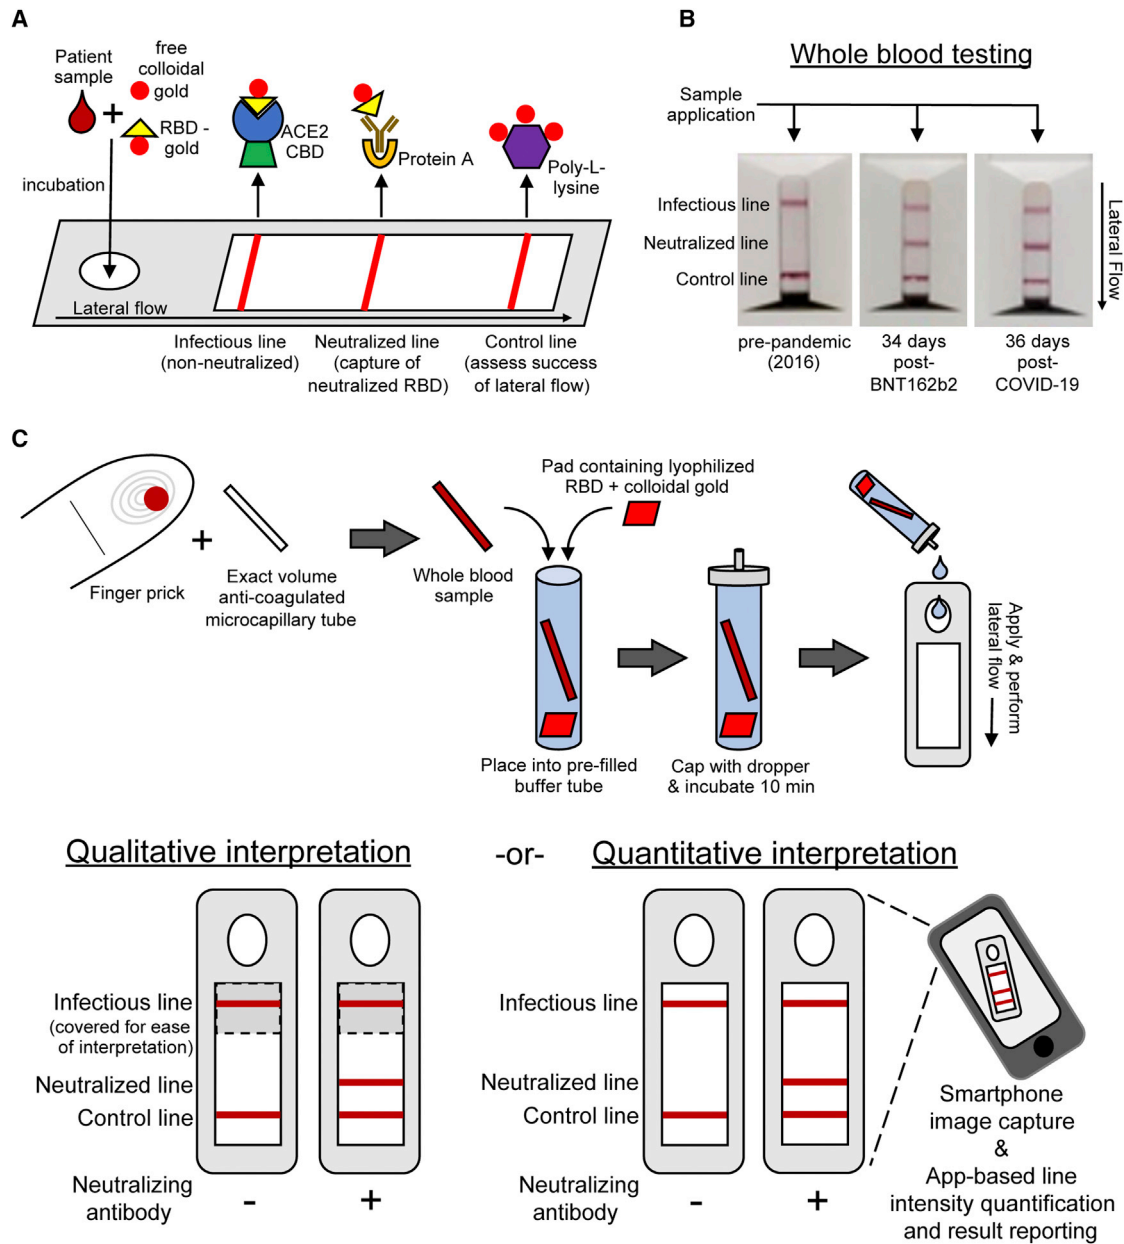 A
Patient
sample
+
free
colloidal
gold
RBD -
gold
incubation
ACE2
CBD
Protein A
Poly-L-
lysine
Lateral flow
Infectious line
(non-neutralized)
Neutralized line
(capture of
neutralized RBD)
Control line
(assess success
of lateral flow)
B
Whole blood testing
Sample
application
Infectious line
Neutralized line
Control line
Lateral Flow
pre-pandemic
(2016)
34 days
post-
BNT162b2
36 days
post-
COVID-19
C
Finger prick
+
Exact volume
anti-coagulated
microcapillary tube
Whole blood
sample
Pad containing lyophilized
RBD + colloidal gold
Place into pre-filled
buffer tube
Cap with dropper
& incubate 10 min
Apply & perform
lateral flow
Qualitative interpretation
-or-
Quantitative interpretation
Infectious line
(covered for ease
of interpretation)
Neutralized line
Control line
Neutralizing
antibody
-
+
Infectious line
Neutralized line
Control line
Neutralizing
antibody
-
+
Smartphone
image capture
&
App-based line
intensity quantification
and result reporting